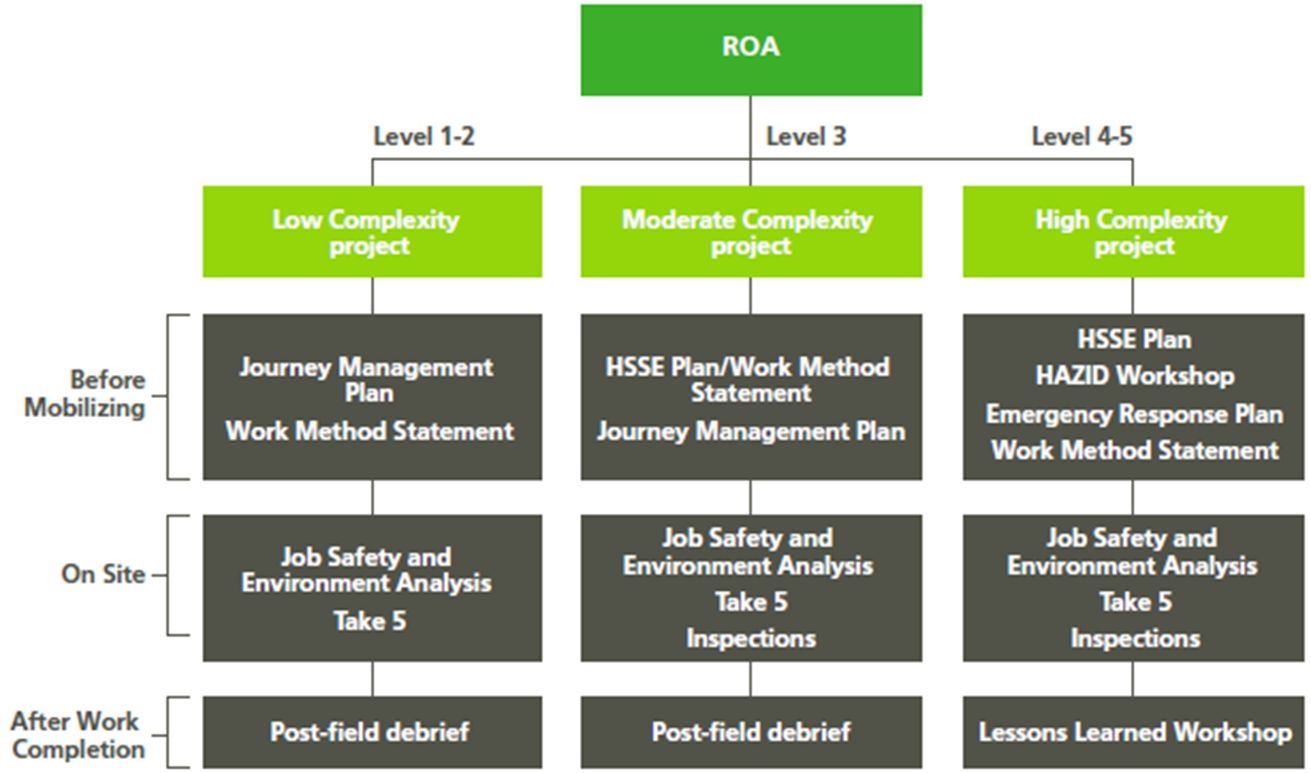 ROA
Level 1-2
Level 3
Level 4-5
Low Complexity
project
Moderate Complexity
project
High Complexity
project
Before
Mobilizing
Journey Management
Plan
Work Method Statement
HSSE Plan/Work Method
Statement
Journey Management Plan
HSSE Plan
HAZID Workshop
Emergency Response Plan
Work Method Statement
On Site
Job Safety and
Environment Analysis
Take 5
Job Safety and
Environment Analysis
Take 5
Inspections
Job Safety and
Environment Analysis
Take 5
Inspections
After Work
Completion
Post-field debrief
Post-field debrief
Lessons Learned Workshop